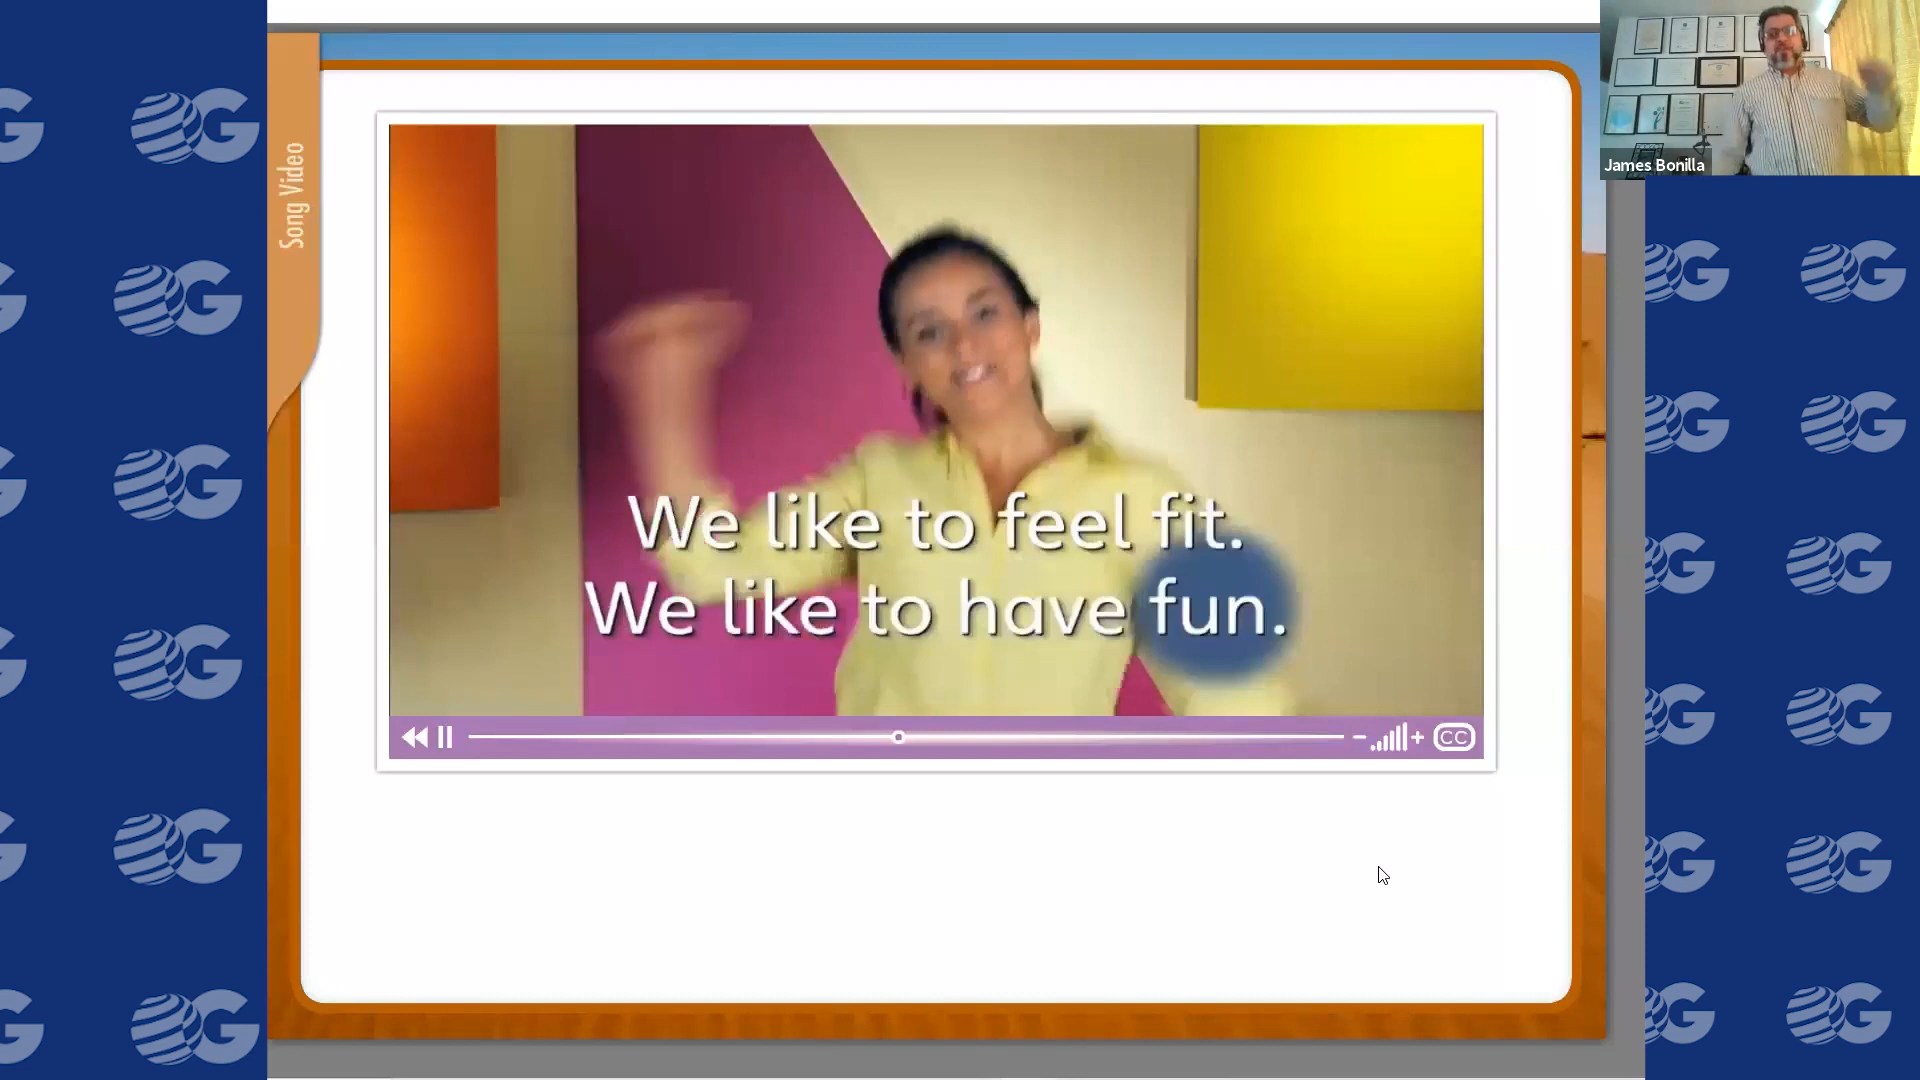 Song Video
We like to feel fit.
We like to have fun.
CC
James Bonilla